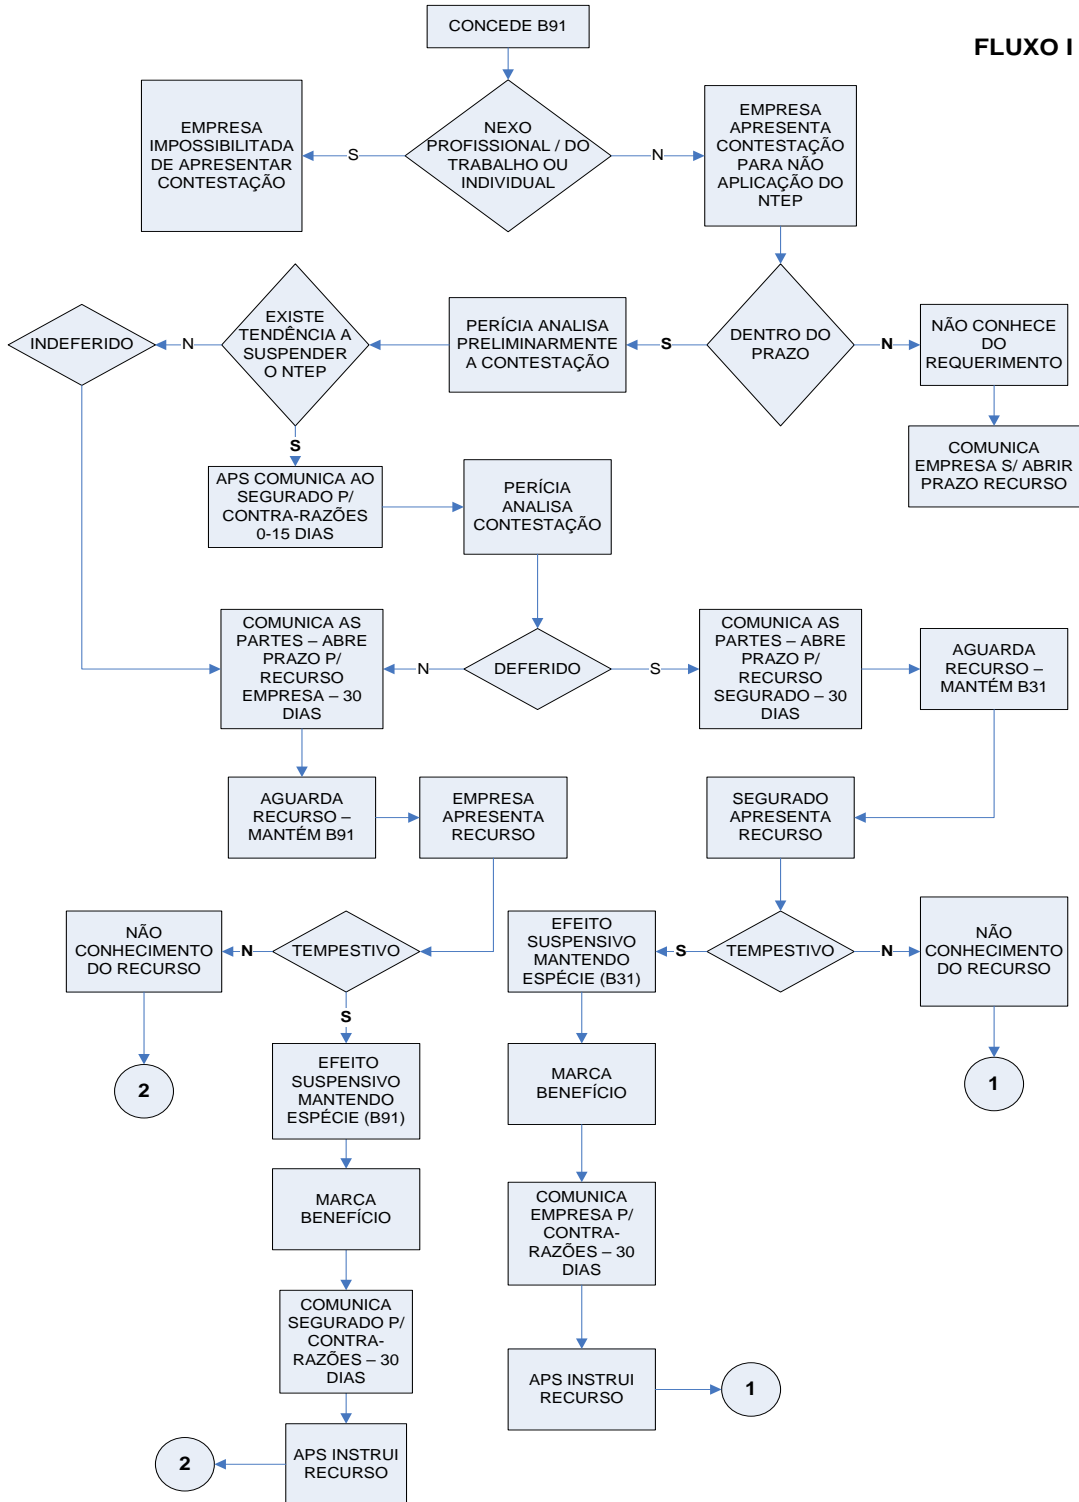 CONCEDE B91
FLUXO I
EMPRESA
IMPOSSIBILITADA
DE APRESENTAR
CONTESTAÇÃO
S
NEXO
PROFISSIONAL / DO
TRABALHO OU
INDIVIDUAL
N
EMPRESA
APRESENTA
CONTESTAÇÃO
PARA NÃO
APLICAÇÃO DO
NTEP
INDEFERIDO
N
EXISTE
TENDÊNCIA A
SUSPENDER
O NTEP
PERÍCIA ANALISA
PRELIMINARMENTE
A CONTESTAÇÃO
S
DENTRO DO
PRAZO
N
NÃO CONHECE
DO
REQUERIMENTO
S
COMUNICA
EMPRESA S/ ABRIR
PRAZO RECURSO
APS COMUNICA AO
SEGURADO P/
CONTRA-RAZÕES
0-15 DIAS
PERÍCIA
ANALISA
CONTESTAÇÃO
COMUNICA AS
PARTES – ABRE
PRAZO P/
RECURSO
EMPRESA – 30
DIAS
N
DEFERIDO
S
COMUNICA AS
PARTES – ABRE
PRAZO P/
RECURSO
SEGURADO – 30
DIAS
AGUARDA
RECURSO –
MANTÉM B31
AGUARDA
RECURSO –
MANTÉM B91
EMPRESA
APRESENTA
RECURSO
SEGURADO
APRESENTA
RECURSO
NÃO
CONHECIMENTO
DO RECURSO
N
TEMPESTIVO
EFEITO
SUSPENSIVO
MANTENDO
ESPÉCIE (B31)
S
TEMPESTIVO
N
NÃO
CONHECIMENTO
DO RECURSO
S
2
EFEITO
SUSPENSIVO
MANTENDO
ESPÉCIE (B91)
MARCA
BENEFÍCIO
1
MARCA
BENEFÍCIO
COMUNICA
EMPRESA P/
CONTRA-
RAZÕES – 30
DIAS
COMUNICA
SEGURADO P/
CONTRA-
RAZÕES – 30
DIAS
APS INSTRUI
RECURSO
1
2
APS INSTRUI
RECURSO